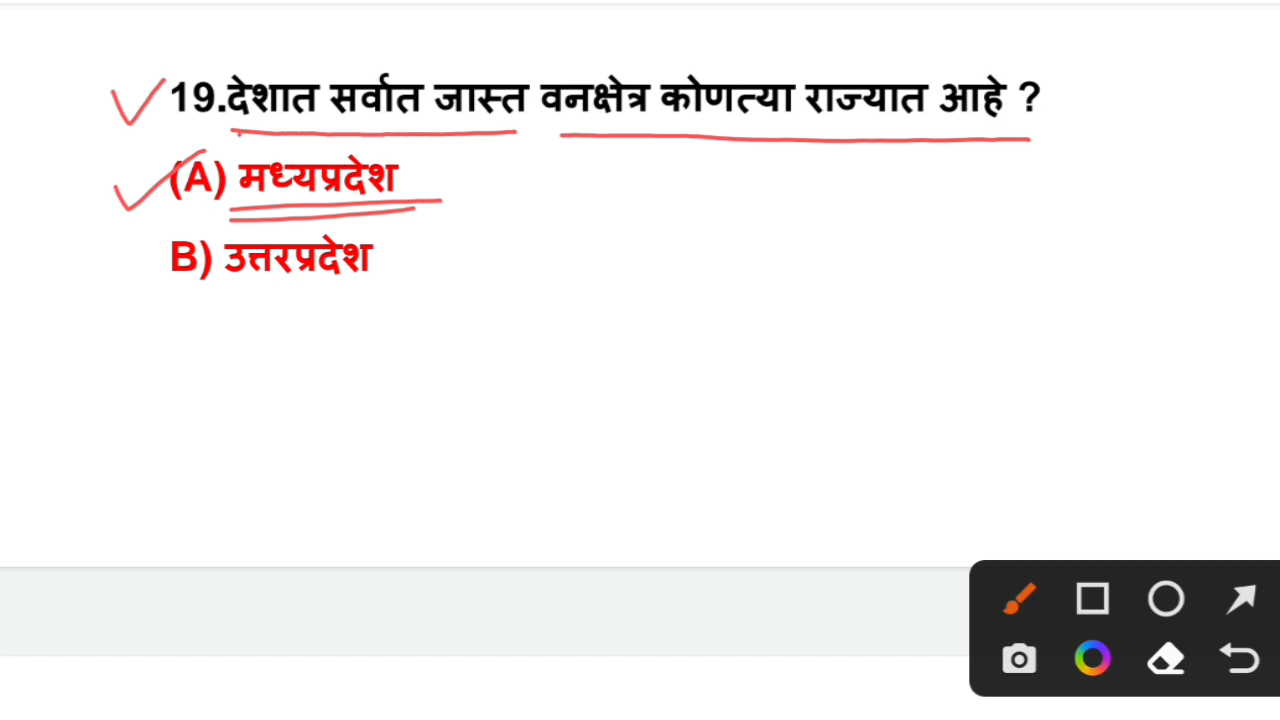 19.देशात सर्वात जास्त वनक्षेत्र कोणत्या राज्यात आहे ?
(A) मध्यप्रदेश
B) उत्तरप्रदेश